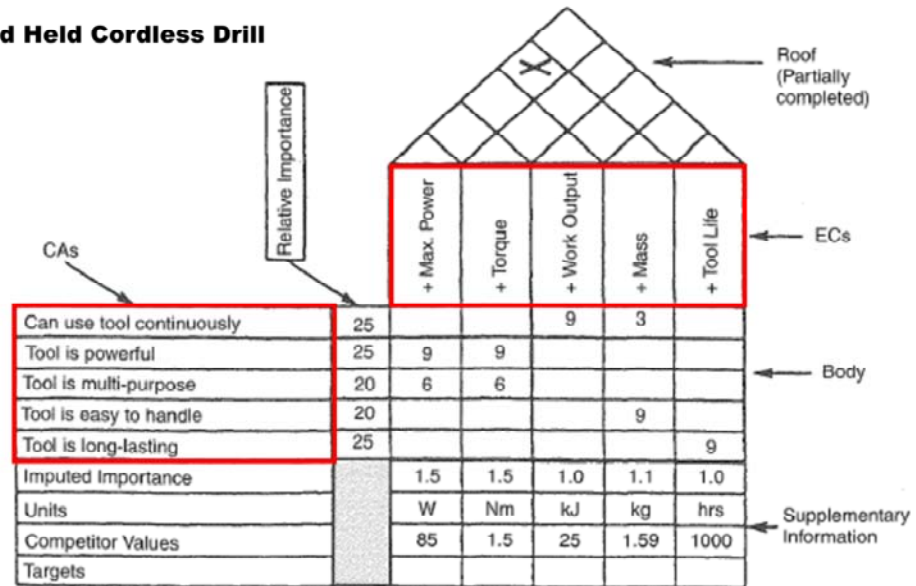 d Held Cordless Drill
Roof
(Partially
completed)
Relative Importance
+ Max. Power
+ Torque
+ Work Output
+ Mass
+ Tool Life
ECs
CAs
Can use tool continuously 25 9 3
Tool is powerful 25 9 9
Tool is multi-purpose 20 6 6
Tool is easy to handle 20 9
Tool is long-lasting 25 9
Body
Imputed Importance 1.5 1.5 1.0 1.1 1.0
Units W Nm kJ kg hrs
Competitor Values 85 1.5 25 1.59 1000
Targets
Supplementary
Information